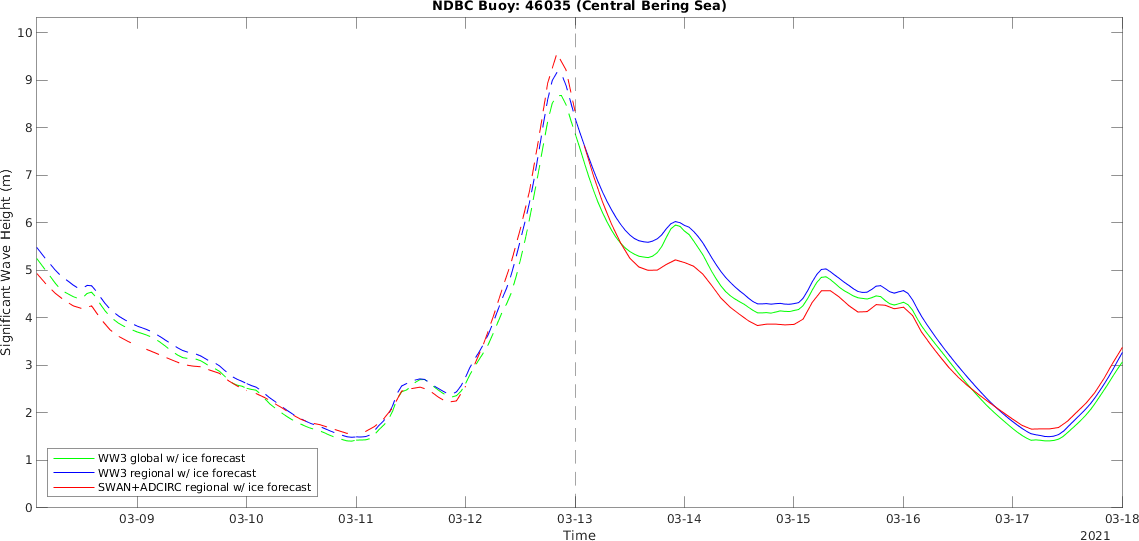 NDBC Buoy: 46035 (Central Bering Sea)
10
9
8
7
6
5
4
3
2
1
0
Significant Wave Height (m)
WW3 global w/ ice forecast
WW3 regional w/ ice forecast
SWAN+ADCIRC regional w/ ice forecast
03-09 03-10 03-11 03-12 03-13 03-14 03-15 03-16 03-17 03-18
Time
2021